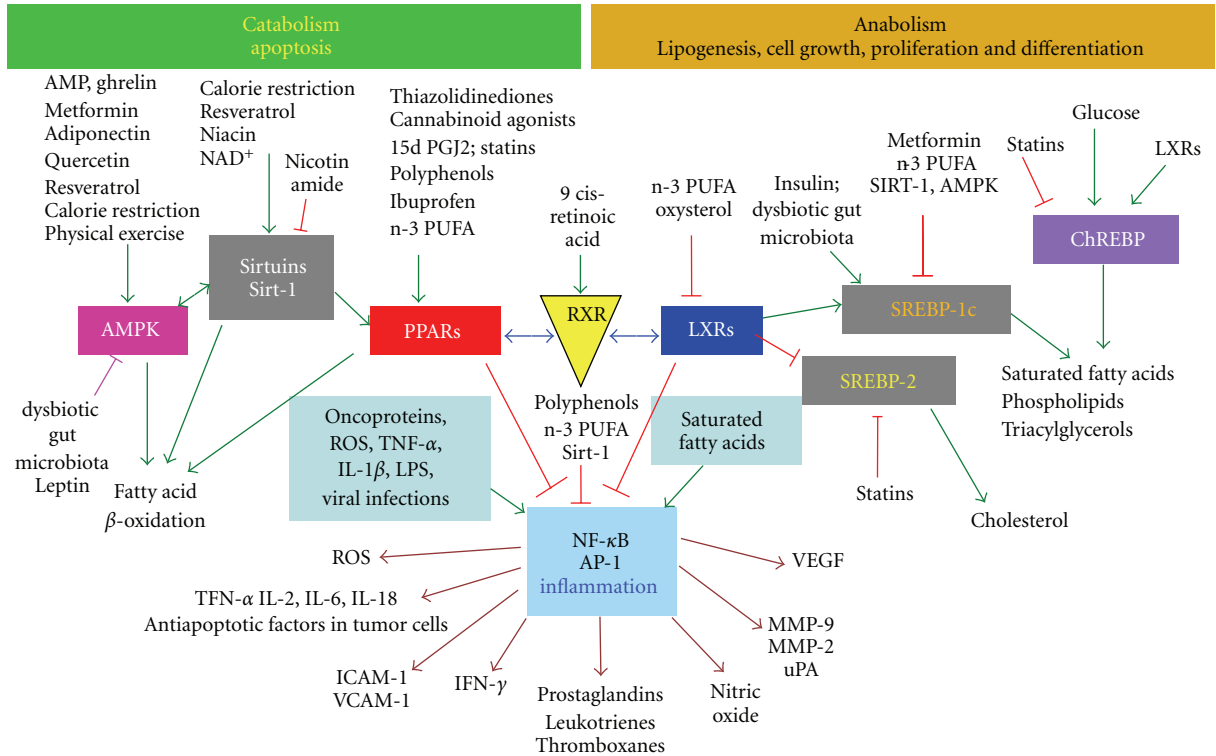 Catabolism
apoptosis
Anabolism
Lipogenesis, cell growth, proliferation and differentiation
AMP, ghrelin
Metformin
Adiponectin
Quercetin
Resveratrol
Calorie restriction
Physical exercise
Calorie restriction
Resveratrol
Niacin
NAD+
Nicotin
amide
Thiazolidinediones
Cannabinoid agonists
15d PGJ2; statins
Polyphenols
Ibuprofen
n-3 PUFA
9 cis-
retinoic
acid
n-3 PUFA
oxysterol
Insulin;
dysbiotic gut
microbiota
Metformin
n-3 PUFA
SIRT-1, AMPK
Statins
Glucose
LXRs
Sirtuins
Sirt-1
ChREBP
AMPK
PPARs
RXR
LXRs
SREBP-1c
SREBP-2
dysbiotic
gut
microbiota
Leptin
Fatty acid
β-oxidation
Oncoproteins,
ROS, TNF-α,
IL-1β, LPS,
viral infections
Polyphenols
n-3 PUFA
Sirt-1
Saturated
fatty acids
Saturated fatty acids
Phospholipids
Triacylglycerols
Statins
Cholesterol
NF-κB
AP-1
inflammation
ROS
VEGF
TFN-α IL-2, IL-6, IL-18
Antiapoptotic factors in tumor cells
MMP-9
MMP-2
uPA
ICAM-1
VCAM-1
IFN-γ
Prostaglandins
Leukotrienes
Thromboxanes
Nitric
oxide